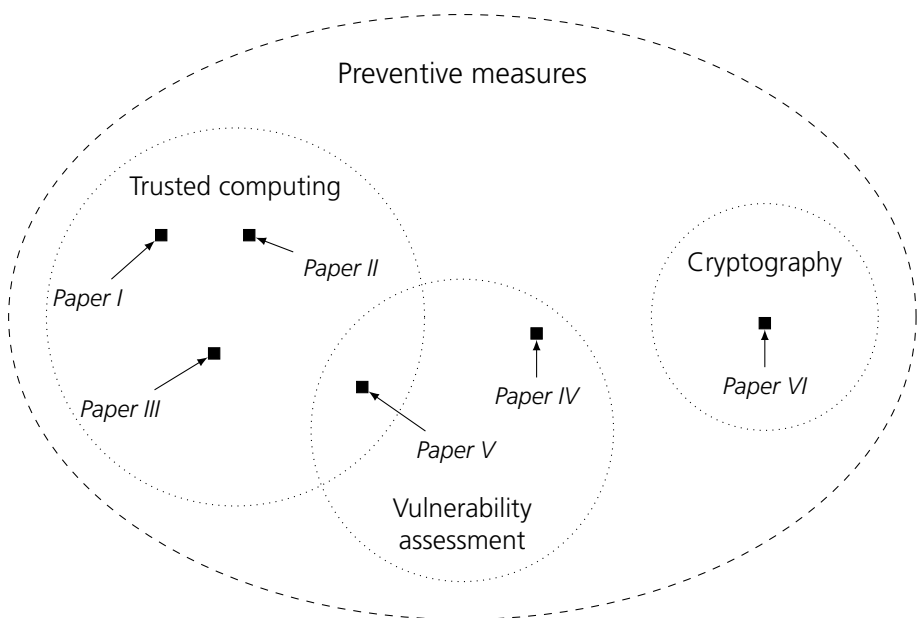 Preventive measures
Trusted computing
Paper I
Paper II
Paper III
Cryptography
Paper VI
Paper IV
Paper V
Vulnerability
assessment